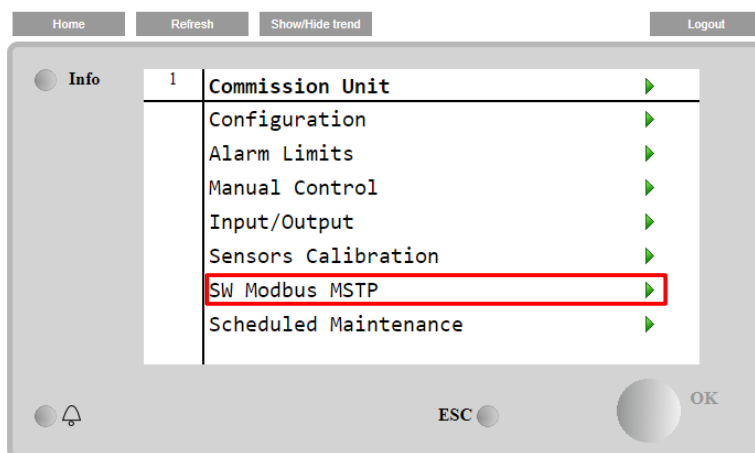 Home Refresh Show/Hide trend Logout
Info
1 Commission Unit
Configuration
Alarm Limits
Manual Control
Input/Output
Sensors Calibration
SW Modbus MSTP
Scheduled Maintenance
ESC OK